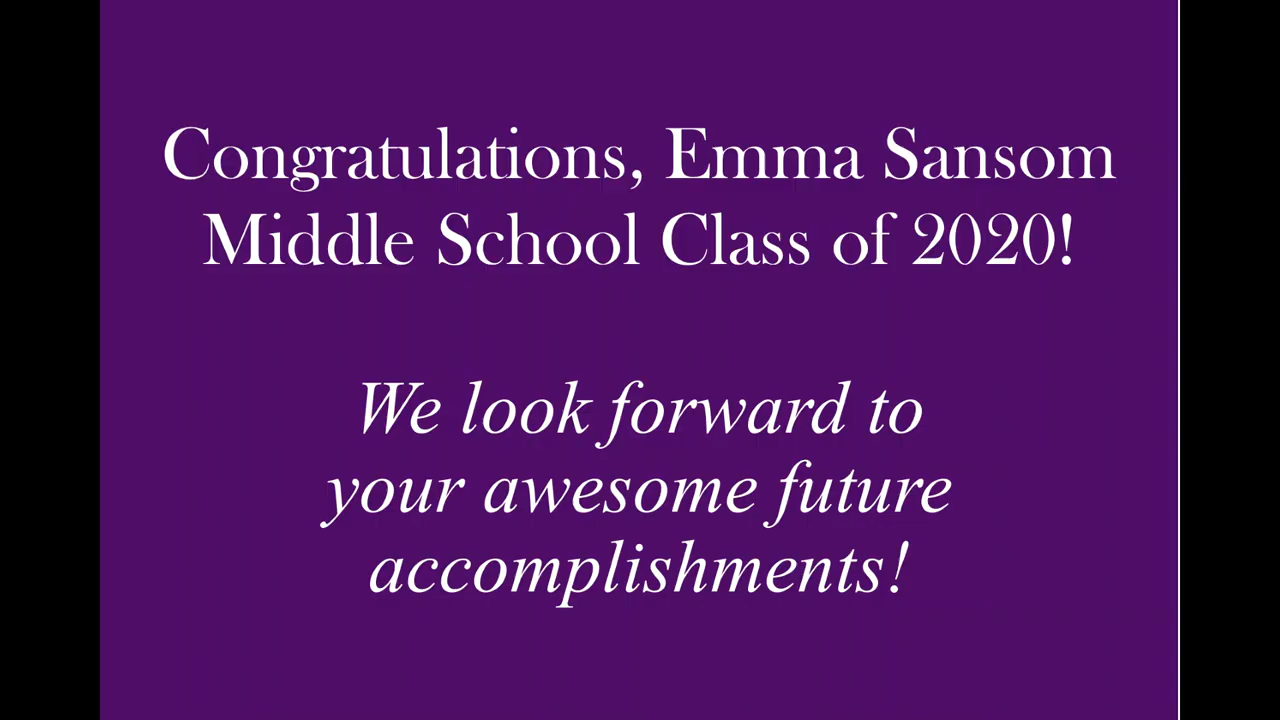 Congratulations, Emma Sansom
Middle School Class of 2020!
We look forward to
your awesome future
accomplishments!